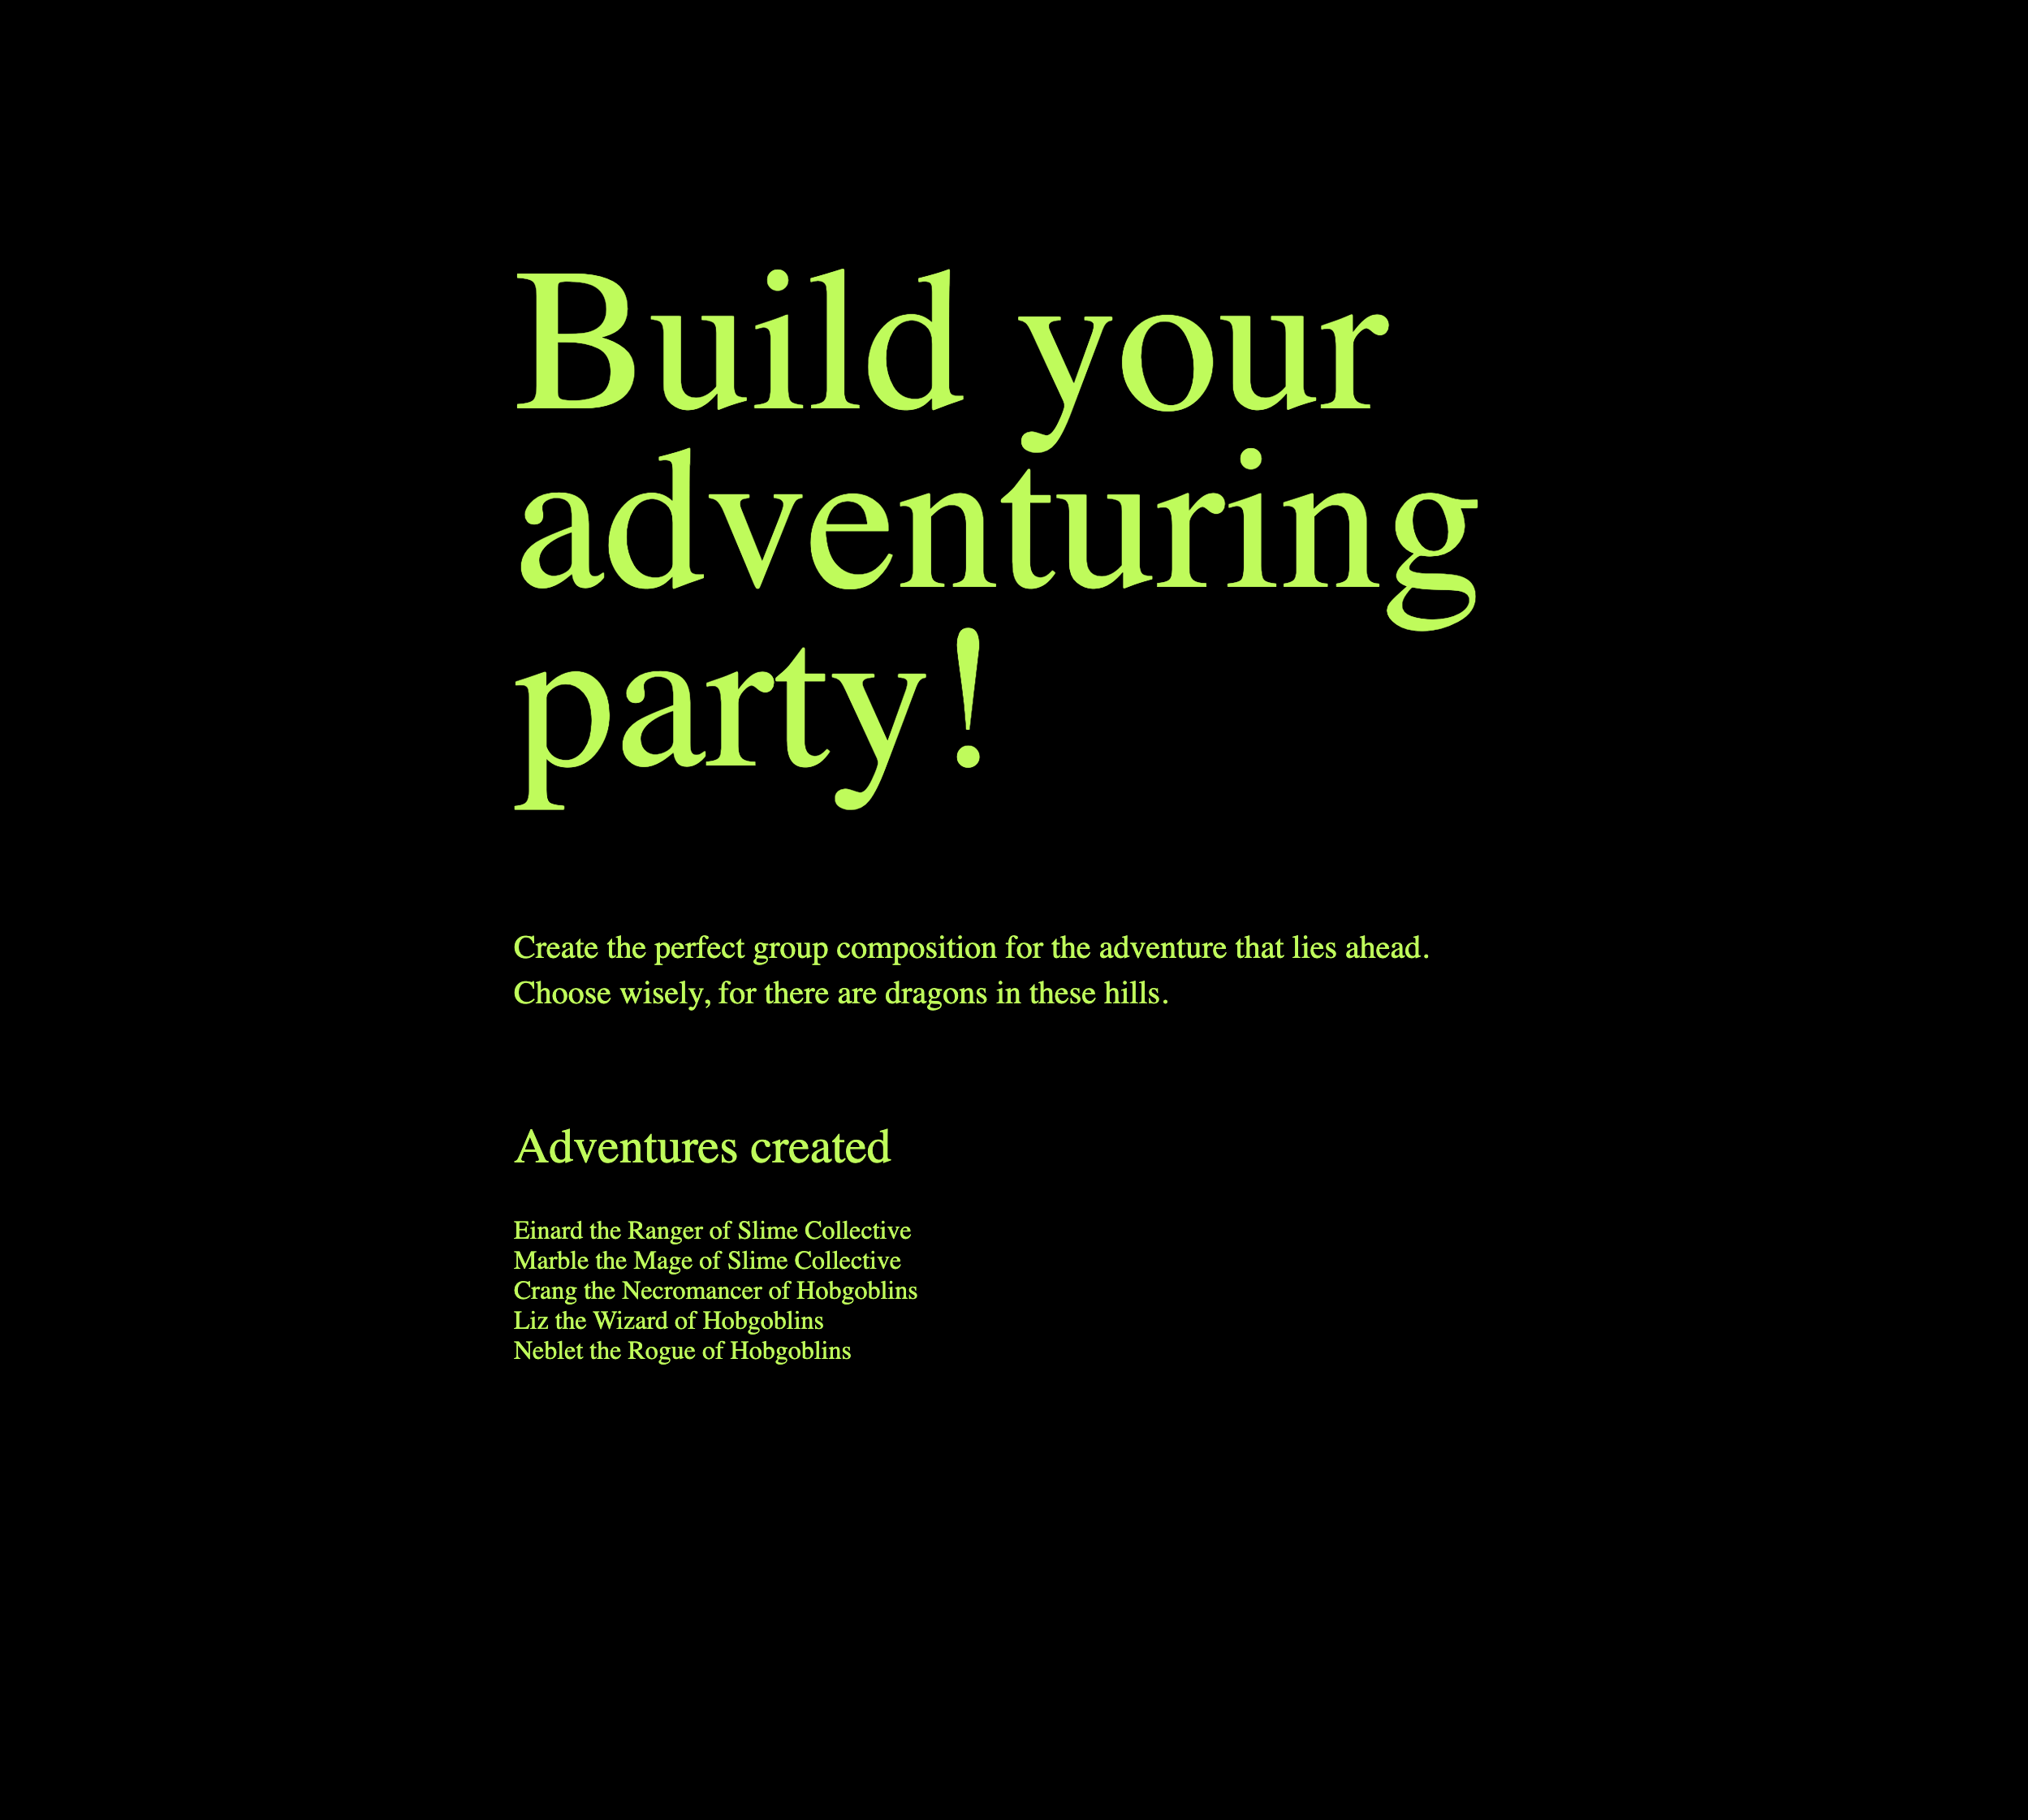 Build your
adventuring
party!
Create the perfect group composition for the adventure that lies ahead.
Choose wisely, for there are dragons in these hills.
Adventures created
Einard the Ranger of Slime Collective
Marble the Mage of Slime Collective
Crang the Necromancer of Hobgoblins
Liz the Wizard of Hobgoblins
Neblet the Rogue of Hobgoblins